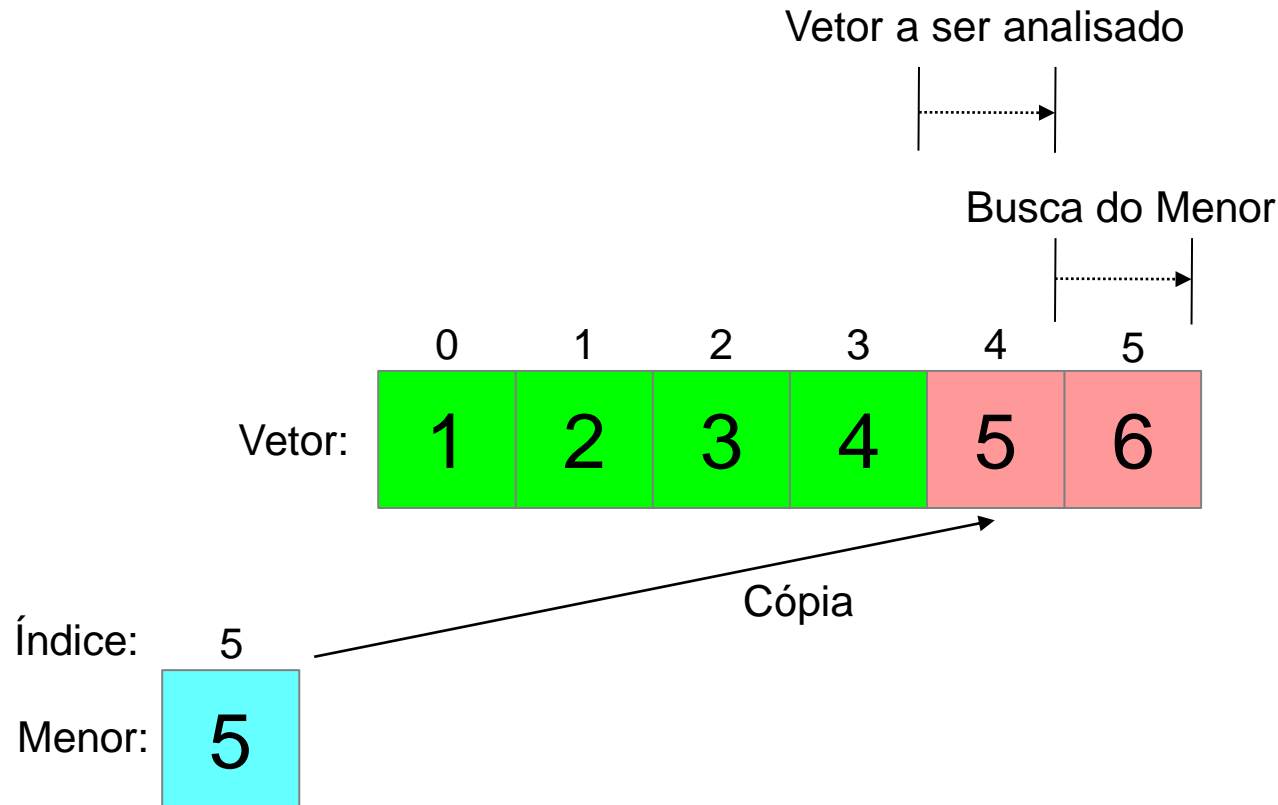 Vetor a ser analisado
Busca do Menor
0 1 2 3 4 5
Vetor: 1 2 3 4 5 6
Cópia
Índice: 5
Menor: 5